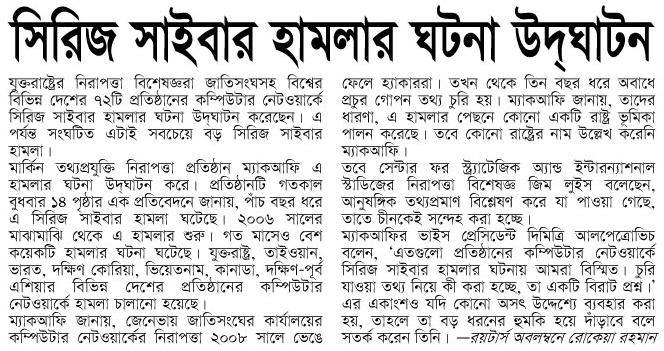 সিরিজ সাইবার হামলার ঘটনা উদ্‌ঘাটন
যুক্তরাষ্ট্রের নিরাপত্তা বিশেষজ্ঞরা জাতিসংঘসহ বিশ্বের
বিভিন্ন দেশের ৭২টি প্রতিষ্ঠানের কম্পিউটার নেটওয়ার্কে
সিরিজ সাইবার হামলার ঘটনা উদ্‌ঘাটন করেছেন। এ
পর্যন্ত সংঘটিত এটাই সবচেয়ে বড় সিরিজ সাইবার
হামলা।
মার্কিন তথ্যপ্রযুক্তি নিরাপত্তা প্রতিষ্ঠান ম্যাকআফি এ
হামলার ঘটনা উদ্‌ঘাটন করে। প্রতিষ্ঠানটি গতকাল
বুধবার ১৪ পৃষ্ঠার এক প্রতিবেদনে জানায়, পাঁচ বছর ধরে
এ সিরিজ সাইবার হামলা ঘটেছে। ২০০৬ সালের
মাঝামাঝি থেকে এ হামলার শুরু। গত মাসেও বেশ
কয়েকটি হামলার ঘটনা ঘটেছে। যুক্তরাষ্ট্র, তাইওয়ান,
ভারত, দক্ষিণ কোরিয়া, ভিয়েতনাম, কানাডা, দক্ষিণ-পূর্ব
এশিয়ার বিভিন্ন দেশের প্রতিষ্ঠানের কম্পিউটার
নেটওয়ার্কে হামলা চালানো হয়েছে।
ম্যাকআফি জানায়, জেনেভায় জাতিসংঘের কার্যালয়ের
কম্পিউটার নেটওয়ার্কের নিরাপত্তা ২০০৮ সালে ভেঙে
ফেলে হ্যাকাররা। তখন থেকে তিন বছর ধরে অবাধে
প্রচুর গোপন তথ্য চুরি হয়। ম্যাকআফি জানায়, তাদের
ধারণা, এ হামলার পেছনে কোনো একটি রাষ্ট্র ভূমিকা
পালন করেছে। তবে কোনো রাষ্ট্রের নাম উল্লেখ করেনি
ম্যাকআফি।
তবে সেন্টার ফর স্ট্র্যাটেজিক অ্যান্ড ইন্টারন্যাশনাল
স্টাডিজের নিরাপত্তা বিশেষজ্ঞ জিম লুইস বলেছেন,
আনুষঙ্গিক তথ্যপ্রমাণ বিশ্লেষণ করে যা পাওয়া গেছে,
তাতে চীনকেই সন্দেহ করা হচ্ছে।
ম্যাকআফির ভাইস প্রেসিডেন্ট দিমিত্রি আলপেত্রোভিচ
বলেন, ‘এতগুলো প্রতিষ্ঠানের কম্পিউটার নেটওয়ার্কে
সিরিজ সাইবার হামলার ঘটনায় আমরা বিস্মিত। চুরি
যাওয়া তথ্য নিয়ে কী করা হচ্ছে, তা একটি বিরাট প্রশ্ন।’
এর একাংশও যদি কোনো অসৎ উদ্দেশ্যে ব্যবহার করা
হয়, তাহলে তা বড় ধরনের হুমকি হয়ে দাঁড়াবে বলে
সতর্ক করেন তিনি। —রয়টার্স অবলম্বনে রোকেয়া রহমান